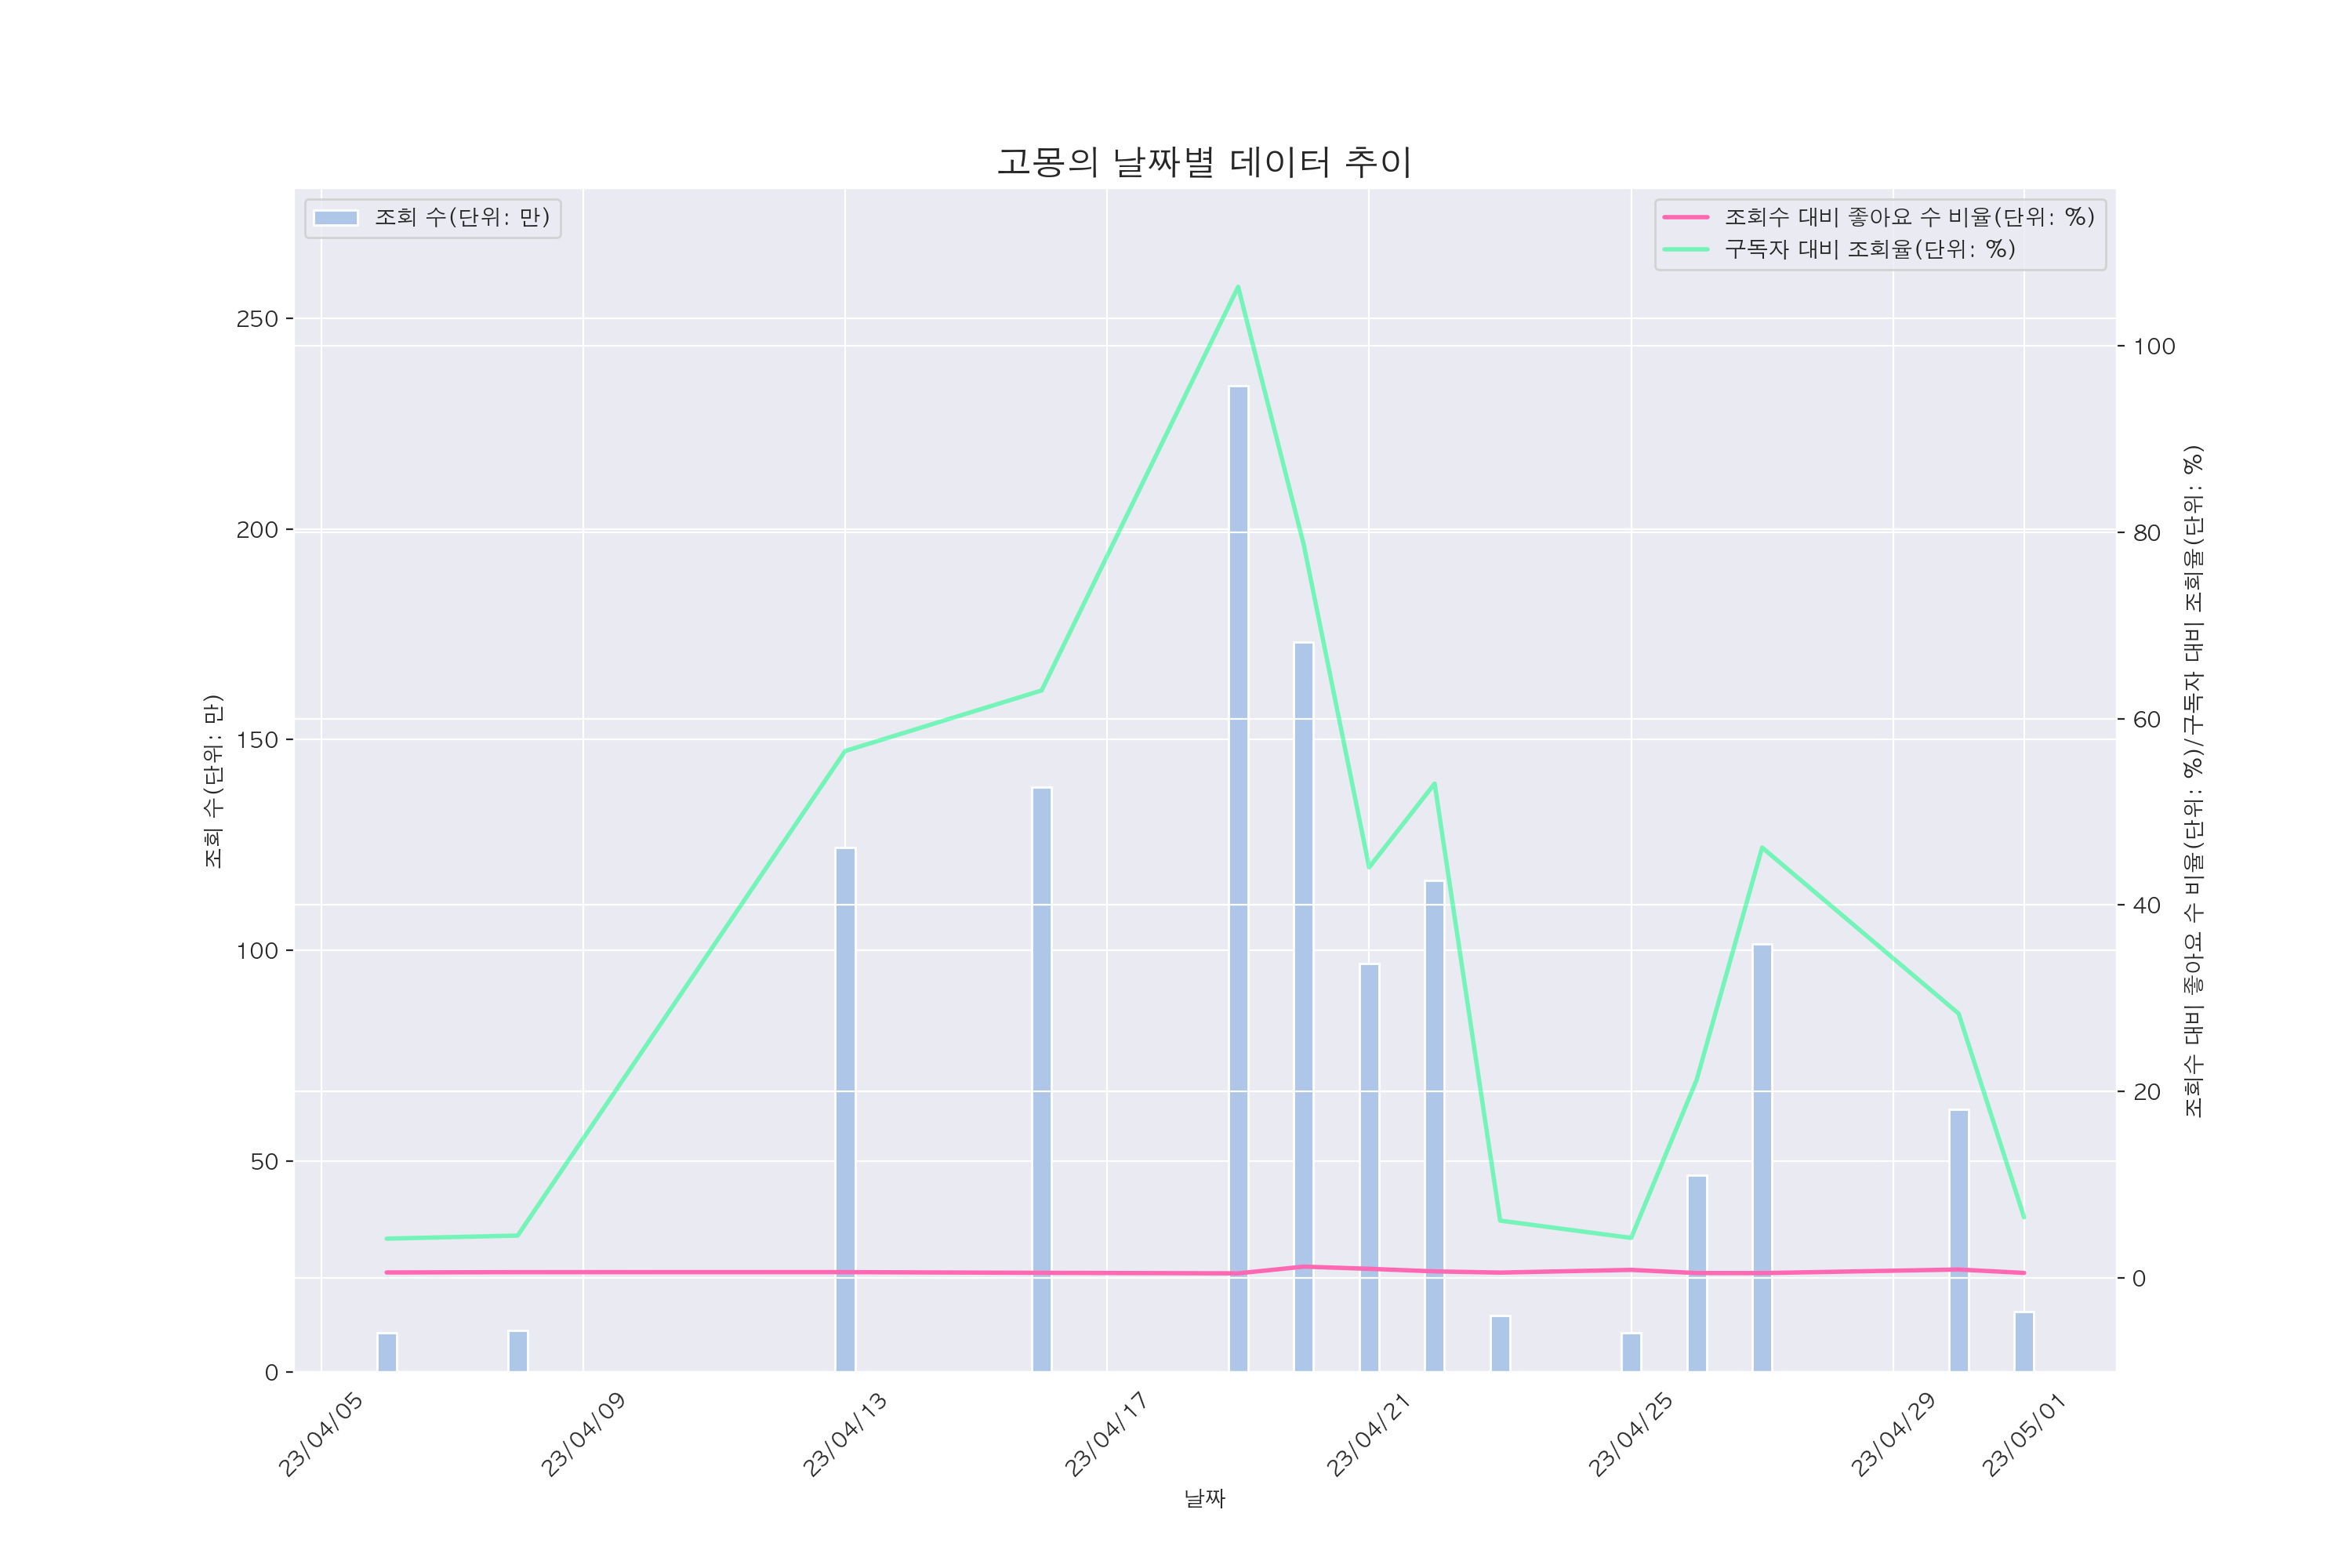 고몽의 날짜별 데이터 추이
조회 수(단위: 만)
조회수 대비 좋아요 수 비율(단위: %)
구독자 대비 조회율(단위: %)
250
200
150
100
50
0
조회 수(단위: 만)
100
80
60
40
20
0
조회수 대비 좋아요 수 비율(단위: %)/구독자 대비 조회율(단위: %)
23/04/05
23/04/09
23/04/13
23/04/17
23/04/21
23/04/25
23/04/29
23/05/01
날짜